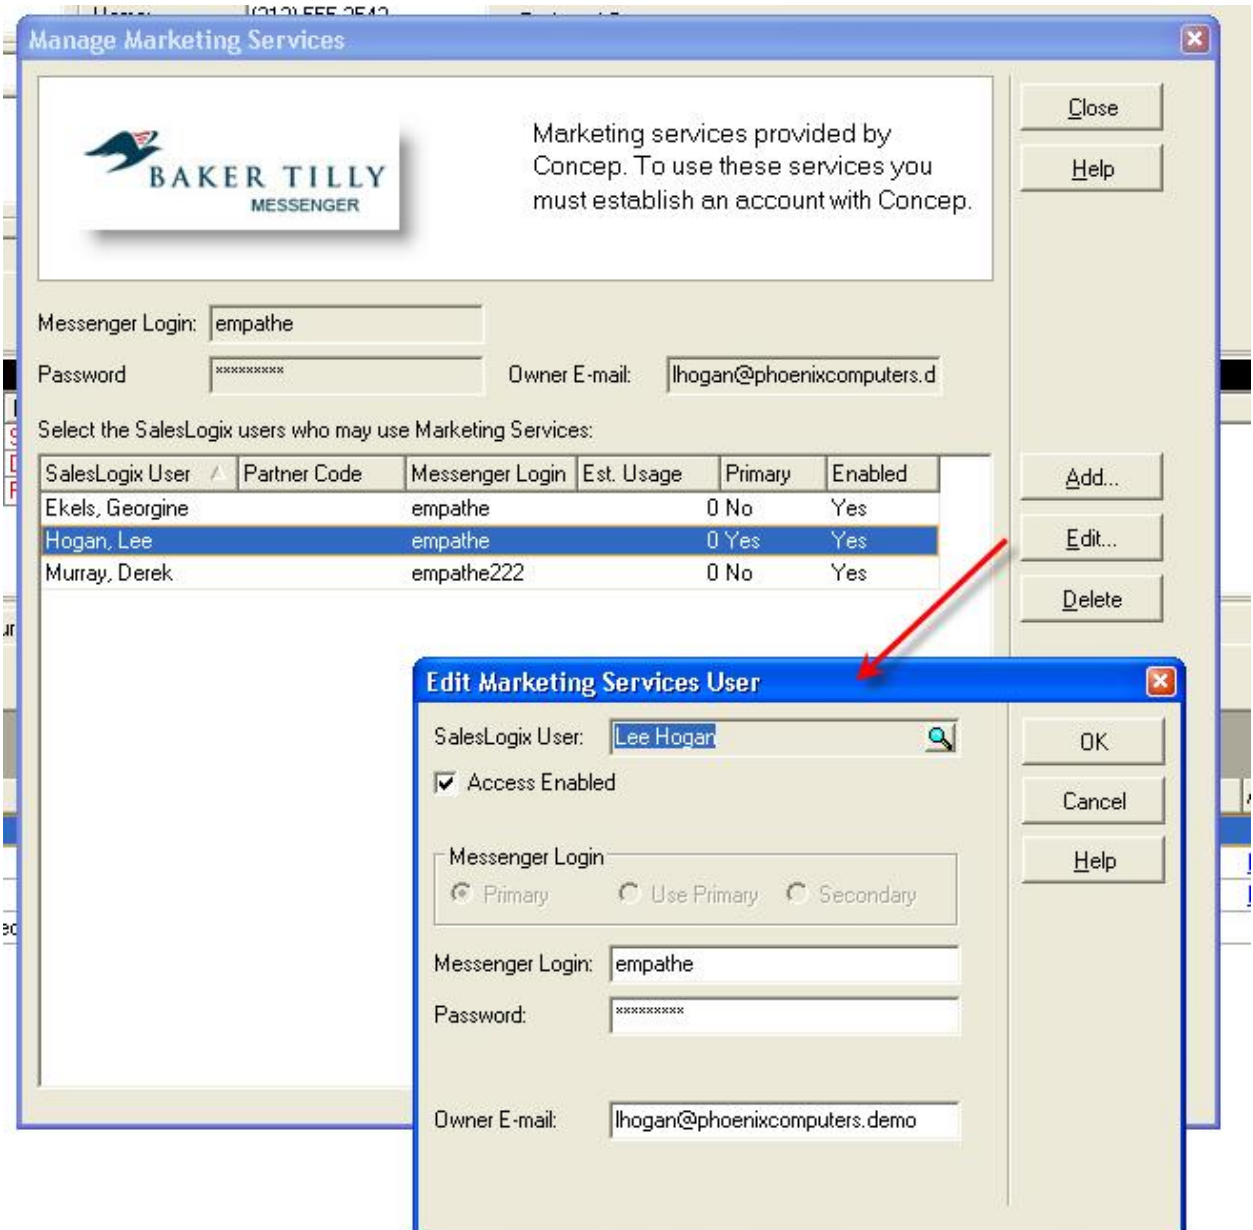 Home: (212) 555-2542
Manage Marketing Services
BAKER TILLY
MESSENGER
Marketing services provided by
Concep. To use these services you
must establish an account with Concep.
Close
Help
Messenger Login: empathe
Password ********* Owner E-mail: lhogan@phoenixcomputers.d
Select the SalesLogix users who may use Marketing Services:
SalesLogix User Partner Code Messenger Login Est. Usage Primary Enabled
Ekels, Georgine empathe 0 No Yes
Hogan, Lee empathe 0 Yes Yes
Murray, Derek empathe222 0 No Yes
Add...
Edit...
Delete
Edit Marketing Services User
SalesLogix User: Lee Hogan
Access Enabled
Messenger Login
Primary Use Primary Secondary
Messenger Login: empathe
Password: *********
Owner E-mail: lhogan@phoenixcomputers.demo
OK
Cancel
Help